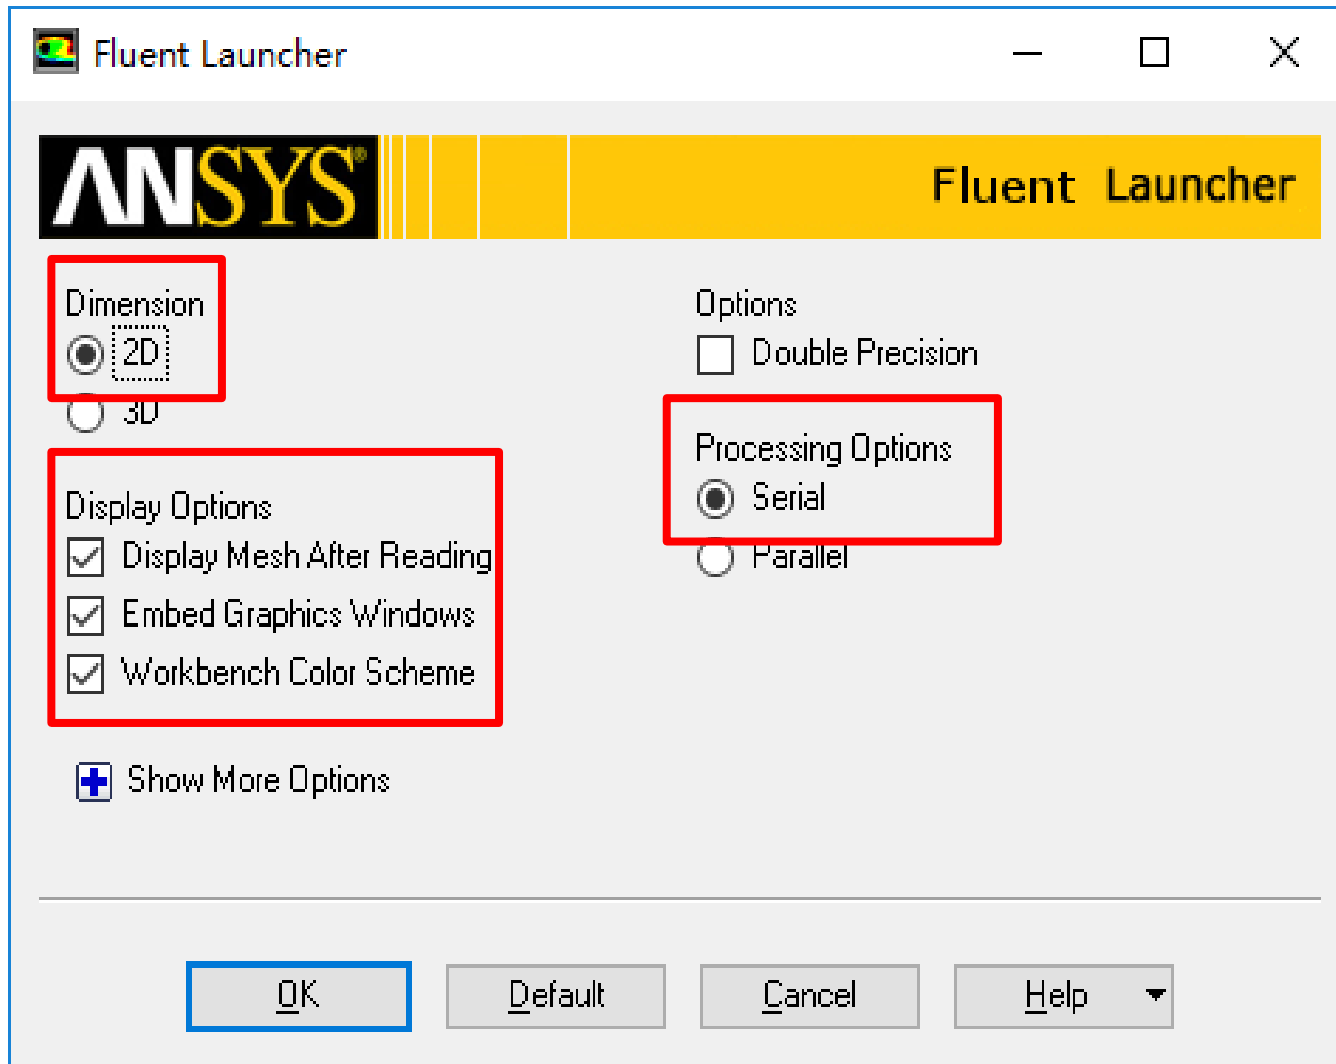 Fluent Launcher
ANSYS®
Fluent Launcher
Dimension
2D
3D
Options
Double Precision
Processing Options
Serial
Parallel
Display Options
Display Mesh After Reading
Embed Graphics Windows
Workbench Color Scheme
Show More Options
OK
Default
Cancel
Help